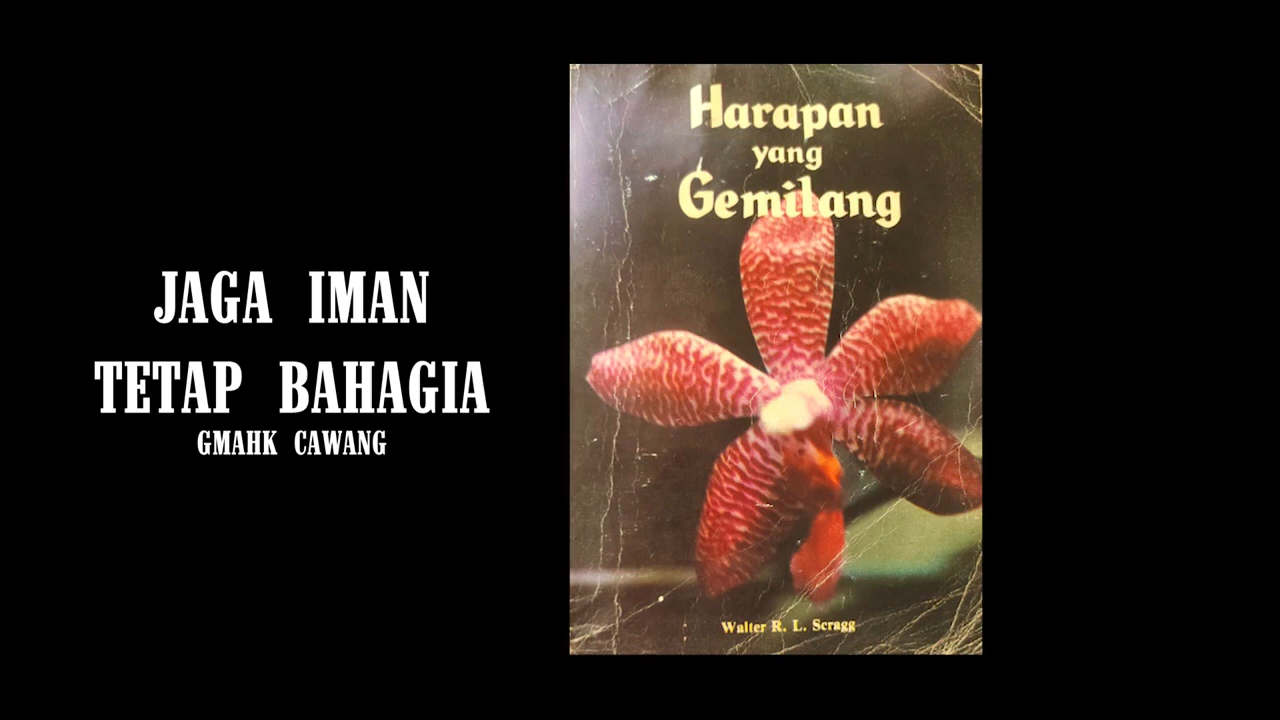 JAGA IMAN
TETAP BAHAGIA
GMAHK CAWANG
Harapan
yang
Gemilang
Walter R. L. Scragg